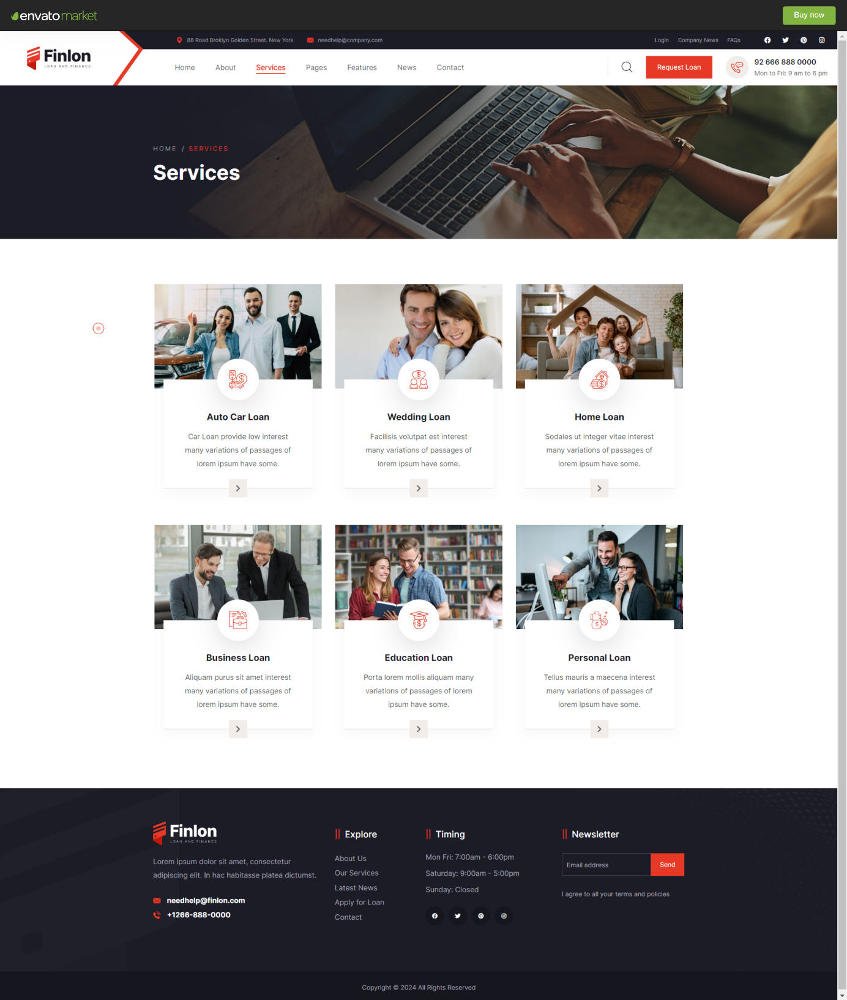 envatomarket
Buy now
88 Road Broklyn Golden Street. New York
needhelp@company.com
Login
Company News
FAQs
Finlon
LOAN AND FINANCE
Home
About
Services
Pages
Features
News
Contact
Request Loan
92 666 888 0000
Mon to Fri: 9 am to 6 pm
HOME / SERVICES
Services
Auto Car Loan
Car Loan provide low interest
many variations of passages of
lorem ipsum have some.
Wedding Loan
Facilisis volutpat est interest
many variations of passages of
lorem ipsum have some.
Home Loan
Sodales ut integer vitae interest
many variations of passages of
lorem ipsum have some.
Business Loan
Aliquam purus sit amet interest
many variations of passages of
lorem ipsum have some.
Education Loan
Porta lorem mollis aliquam many
variations of passages of lorem
ipsum have some.
Personal Loan
Tellus mauris a maecena interest
many variations of passages of
lorem ipsum have some.
Finlon
LOAN AND FINANCE
Lorem ipsum dolor sit amet, consectetur
adipiscing elit. In hac habitasse platea dictumst.
needhelp@finlon.com
+1266-888-0000
Explore
About Us
Our Services
Latest News
Apply for Loan
Contact
Timing
Mon Fri: 7:00am - 6:00pm
Saturday: 9:00am - 5:00pm
Sunday: Closed
Newsletter
Email address
Send
I agree to all your terms and policies
Copyright © 2024 All Rights Reserved